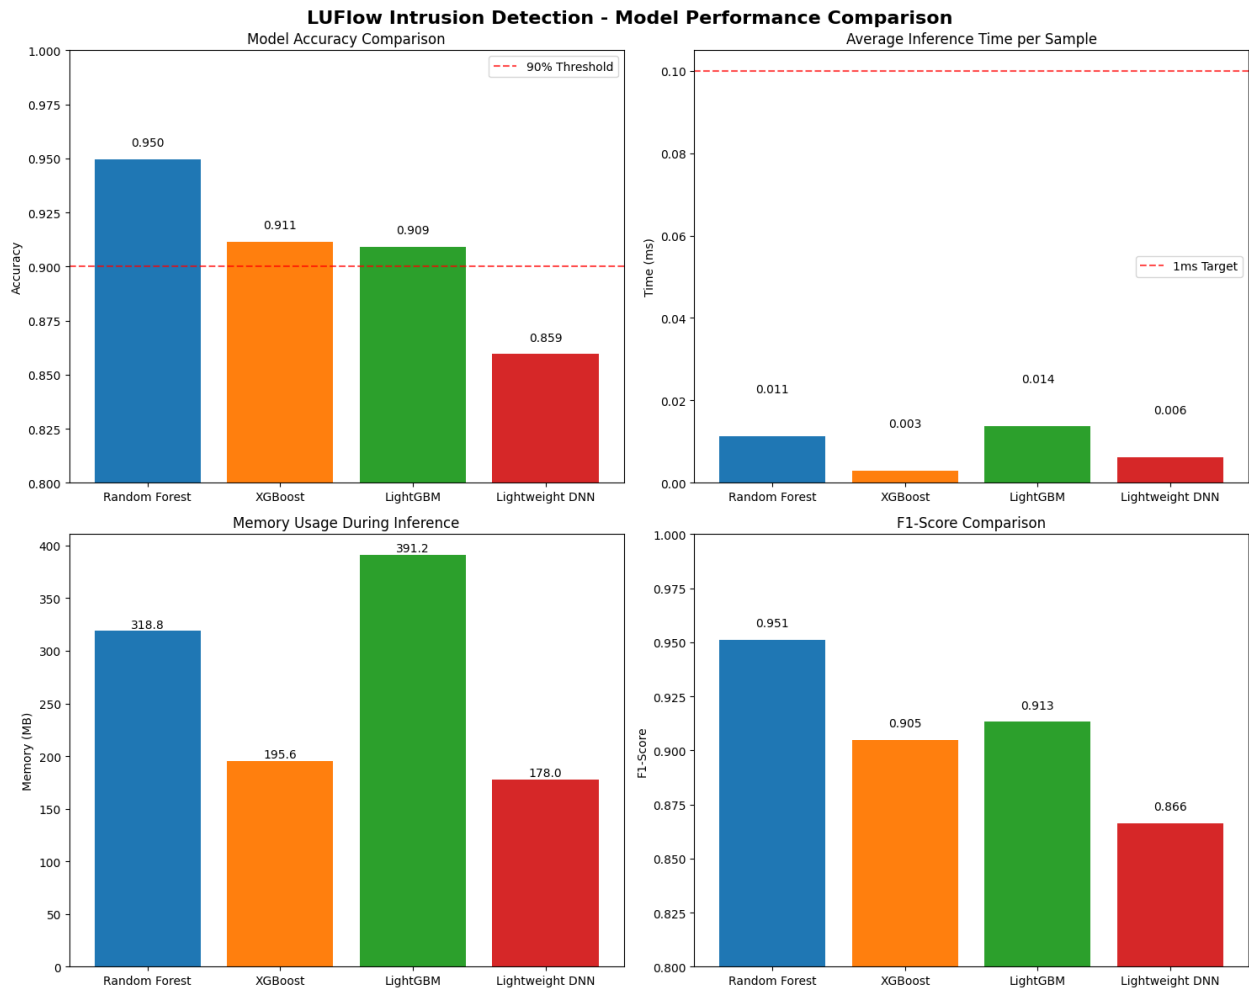 LUFlow Intrusion Detection - Model Performance Comparison
Model Accuracy Comparison
1.000
0.975
0.950
0.925
0.900
0.875
0.850
0.825
0.800
Accuracy
90% Threshold
0.950
0.911
0.909
0.859
Random Forest
XGBoost
LightGBM
Lightweight DNN
Average Inference Time per Sample
0.10
0.08
0.06
0.04
0.02
0.00
Time (ms)
1ms Target
0.011
0.003
0.014
0.006
Random Forest
XGBoost
LightGBM
Lightweight DNN
Memory Usage During Inference
400
350
300
250
200
150
100
50
0
Memory (MB)
318.8
195.6
391.2
178.0
Random Forest
XGBoost
LightGBM
Lightweight DNN
F1-Score Comparison
1.000
0.975
0.950
0.925
0.900
0.875
0.850
0.825
0.800
F1-Score
0.951
0.905
0.913
0.866
Random Forest
XGBoost
LightGBM
Lightweight DNN